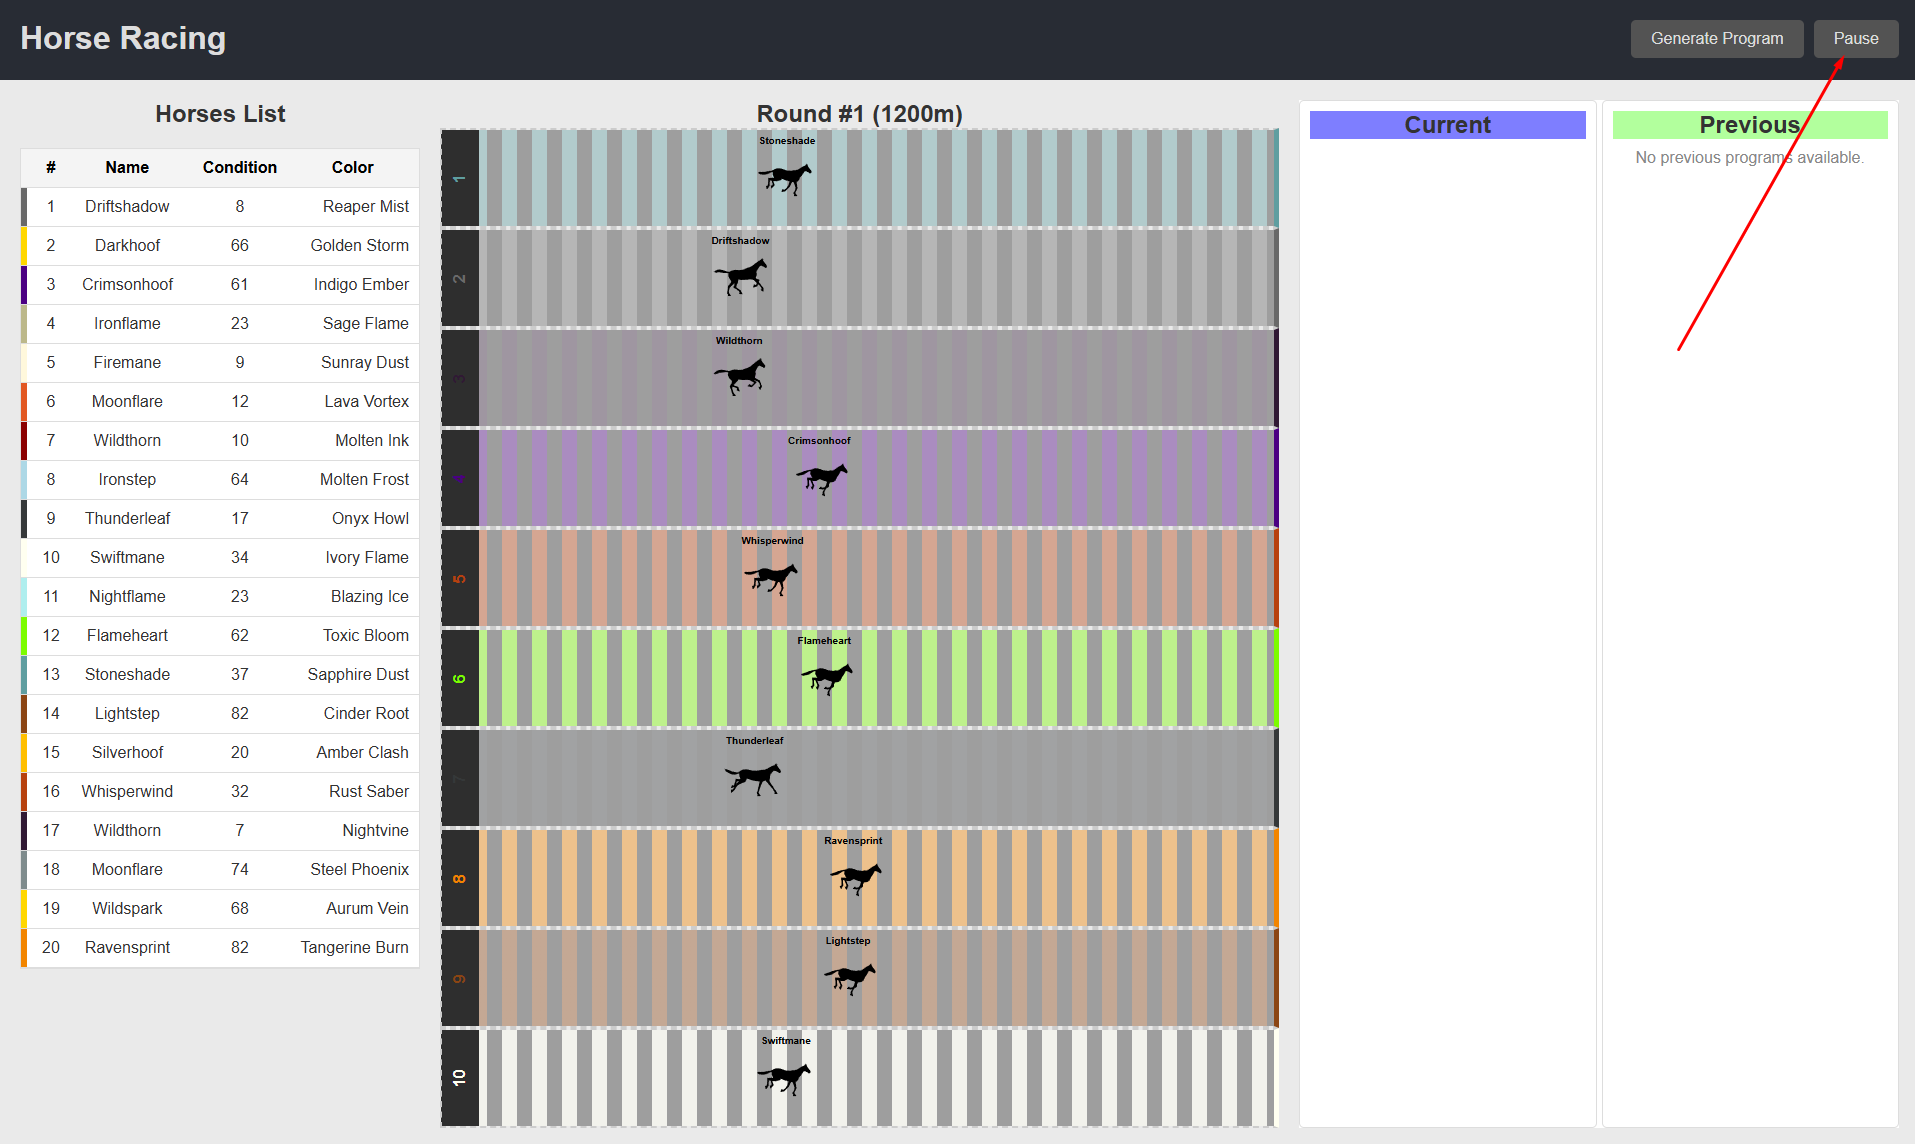 Horse Racing
Generate Program
Pause
Horses List
# Name Condition Color
1 Driftshadow 8 Reaper Mist
2 Darkhoof 66 Golden Storm
3 Crimsonhoof 61 Indigo Ember
4 Ironflame 23 Sage Flame
5 Firemane 9 Sunray Dust
6 Moonflare 12 Lava Vortex
7 Wildthorn 10 Molten Ink
8 Ironstep 64 Molten Frost
9 Thunderleaf 17 Onyx Howl
10 Swiftmane 34 Ivory Flame
11 Nightflame 23 Blazing Ice
12 Flameheart 62 Toxic Bloom
13 Stoneshade 37 Sapphire Dust
14 Lightstep 82 Cinder Root
15 Silverhoof 20 Amber Clash
16 Whisperwind 32 Rust Saber
17 Wildthorn 7 Nightvine
18 Moonflare 74 Steel Phoenix
19 Wildspark 68 Aurum Vein
20 Ravensprint 82 Tangerine Burn
Round #1 (1200m)
1 Stoneshade
2 Driftshadow
3 Wildthorn
4 Crimsonhoof
5 Whisperwind
6 Flameheart
7 Thunderleaf
8 Ravensprint
9 Lightstep
10 Swiftmane
Current
Previous
No previous programs available.